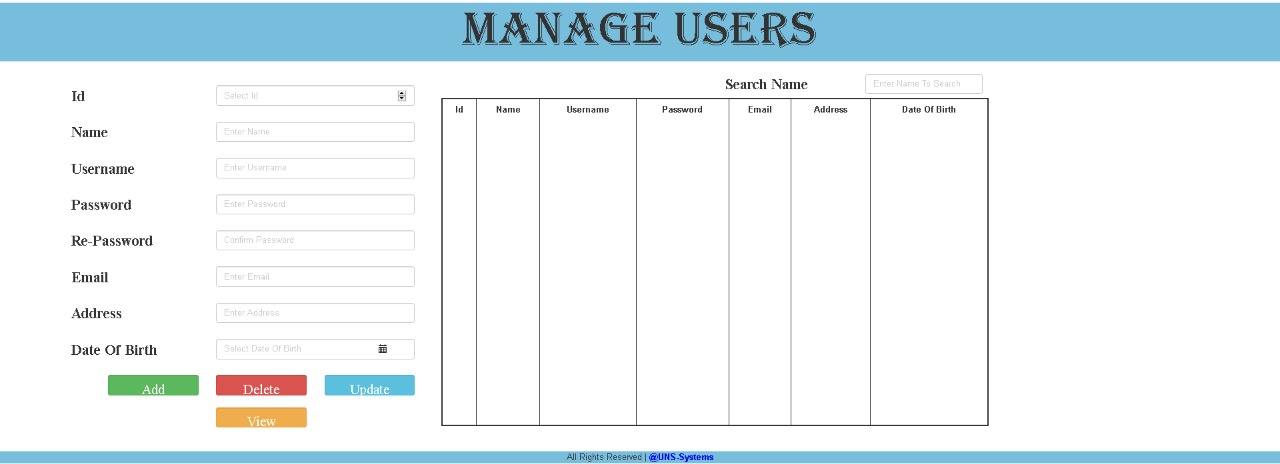 MANAGE USERS
Search Name Enter Name To Search
Id Select Id
Id Name Username Password Email Address Date Of Birth
Name Enter Name
Username Enter Username
Password Enter Password
Re-Password Confirm Password
Email Enter Email
Address Enter Address
Date Of Birth Select Date Of Birth
Add Delete Update
View
All Rights Reserved | @UNS-Systems